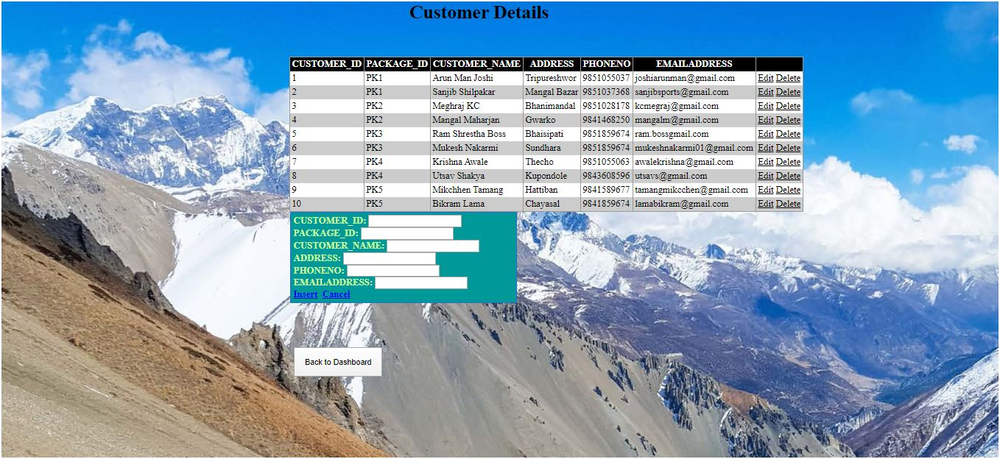 Customer Details
CUSTOMER_ID PACKAGE_ID CUSTOMER_NAME ADDRESS PHONENO EMAILADDRESS
1 PK1 Arun Man Joshi Tripureshwor 9851055037 joshiarunman@gmail.com Edit Delete
2 PK1 Sanjib Shilpakar Mangal Bazar 9851037368 sanjibsports@gmail.com Edit Delete
3 PK2 Meghraj KC Bhanimandal 9851028178 kcmegraj@gmail.com Edit Delete
4 PK2 Mangal Maharjan Gwarko 9841468250 mangalm@gmail.com Edit Delete
5 PK3 Ram Shrestha Boss Bhaisipati 9851859674 ram.bossgmail.com Edit Delete
6 PK3 Mukesh Nakarmi Sundhara 9851859674 mukeshnakarmi01@gmail.com Edit Delete
7 PK4 Krishna Awale Thecho 9851055063 awalekrishna@gmail.com Edit Delete
8 PK4 Utsav Shakya Kupondole 9843608596 utsavs@gmail.com Edit Delete
9 PK5 Mikchhen Tamang Hattiban 9841589677 tamangmikcchen@gmail.com Edit Delete
10 PK5 Bikram Lama Chayasal 9841859674 lamabikram@gmail.com Edit Delete
CUSTOMER_ID:
PACKAGE_ID:
CUSTOMER_NAME:
ADDRESS:
PHONENO:
EMAILADDRESS:
Insert Cancel
Back to Dashboard